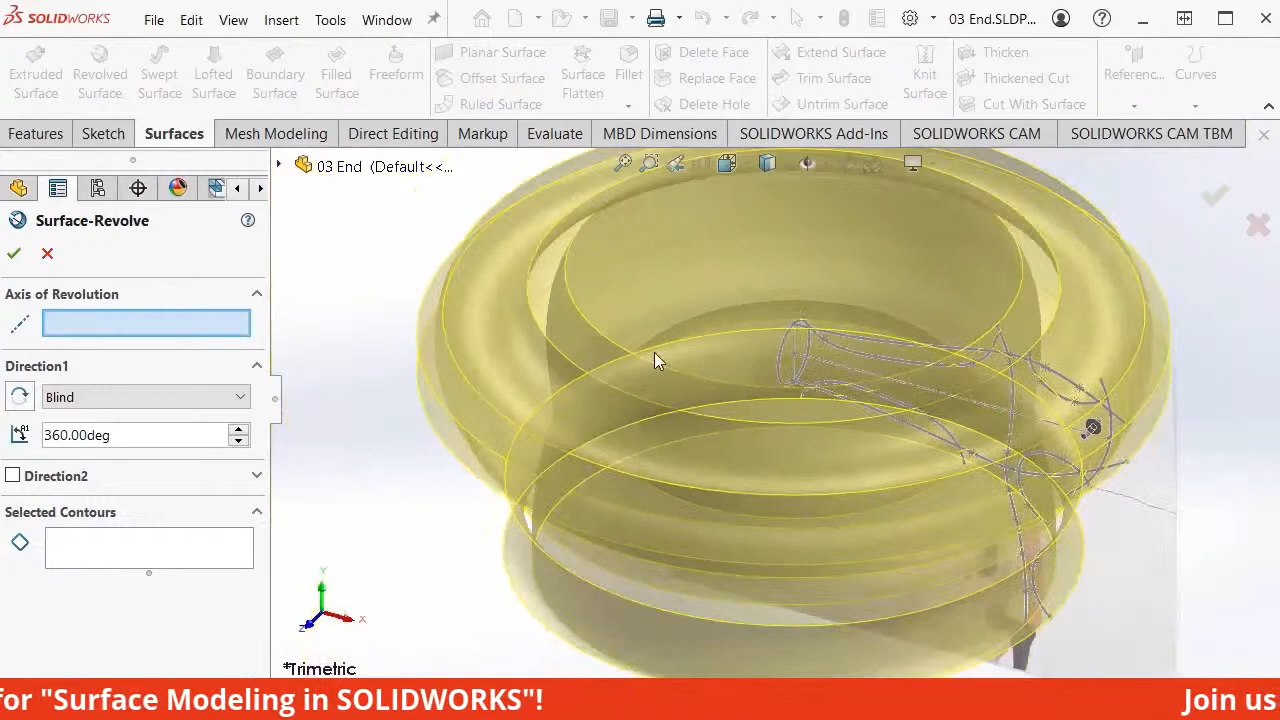 SOLIDWORKS File Edit View Insert Tools Window 03 End.SLDP...
Extruded Surface Revolved Surface Swept Surface Lofted Surface Boundary Surface Filled Surface Freeform
Planar Surface
Offset Surface
Ruled Surface
Surface Flatten Fillet
Delete Face
Replace Face
Delete Hole
Extend Surface
Trim Surface
Untrim Surface
Knit Surface
Thicken
Thickened Cut
Cut With Surface
Referenc... Curves
Features Sketch Surfaces Mesh Modeling Direct Editing Markup Evaluate MBD Dimensions SOLIDWORKS Add-Ins SOLIDWORKS CAM SOLIDWORKS CAM TBM
03 End (Default<<...
Surface-Revolve
Axis of Revolution
Direction1
Blind
360.00deg
Direction2
Selected Contours
Y
X
Z
*Trimetric
for "Surface Modeling in SOLIDWORKS"! Join us